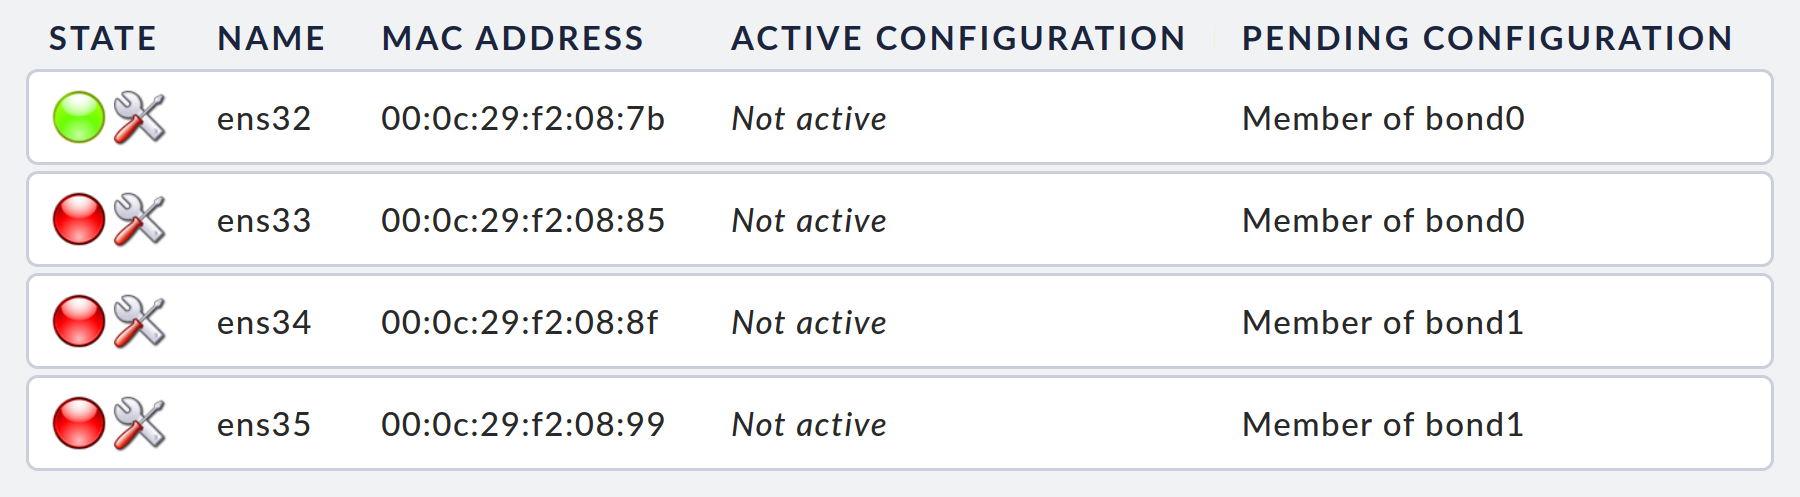 STATE NAME MAC ADDRESS ACTIVE CONFIGURATION PENDING CONFIGURATION
ens32 00:0c:29:f2:08:7b Not active Member of bond0
ens33 00:0c:29:f2:08:85 Not active Member of bond0
ens34 00:0c:29:f2:08:8f Not active Member of bond1
ens35 00:0c:29:f2:08:99 Not active Member of bond1